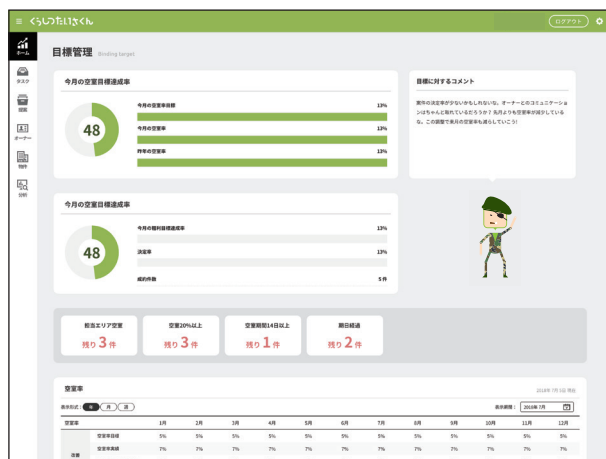 くうしつたいさくくん
ログアウト
ホーム
目標管理 Binding target
タスク
提案
オーナー
物件
分析
今月の空室目標達成率
48
今月の空室率目標 13%
今月の空室率 13%
昨年の空室率 13%
目標に対するコメント
案件の決定率が少ないかもしれないな。オーナーとのコミュニケーショ
ンはちゃんと取れているだろうか？先月よりも空室率が減少している
な。この調整で来月の空室率も減らしていこう！
今月の空室目標達成率
48
今月の粗利目標達成率 13%
決定率 13%
成約件数 5件
担当エリア空室
残り 3 件
空室20%以上
残り 3 件
空室期間14日以上
残り 1 件
期日経過
残り 2 件
空室率
2018年 7月1日 現在
表示形式： 年 月 週
表示期間： 2018年 7月
空室率 1月 2月 3月 4月 5月 6月 7月 8月 9月 10月 11月 12月
改善
空室率目標 5% 5% 5% 5% 5% 5% 5% 5% 5% 5% 5% 5%
空室率実績 7% 7% 7% 7% 7% 7% 7% 7% 7% 7% 7% 7%